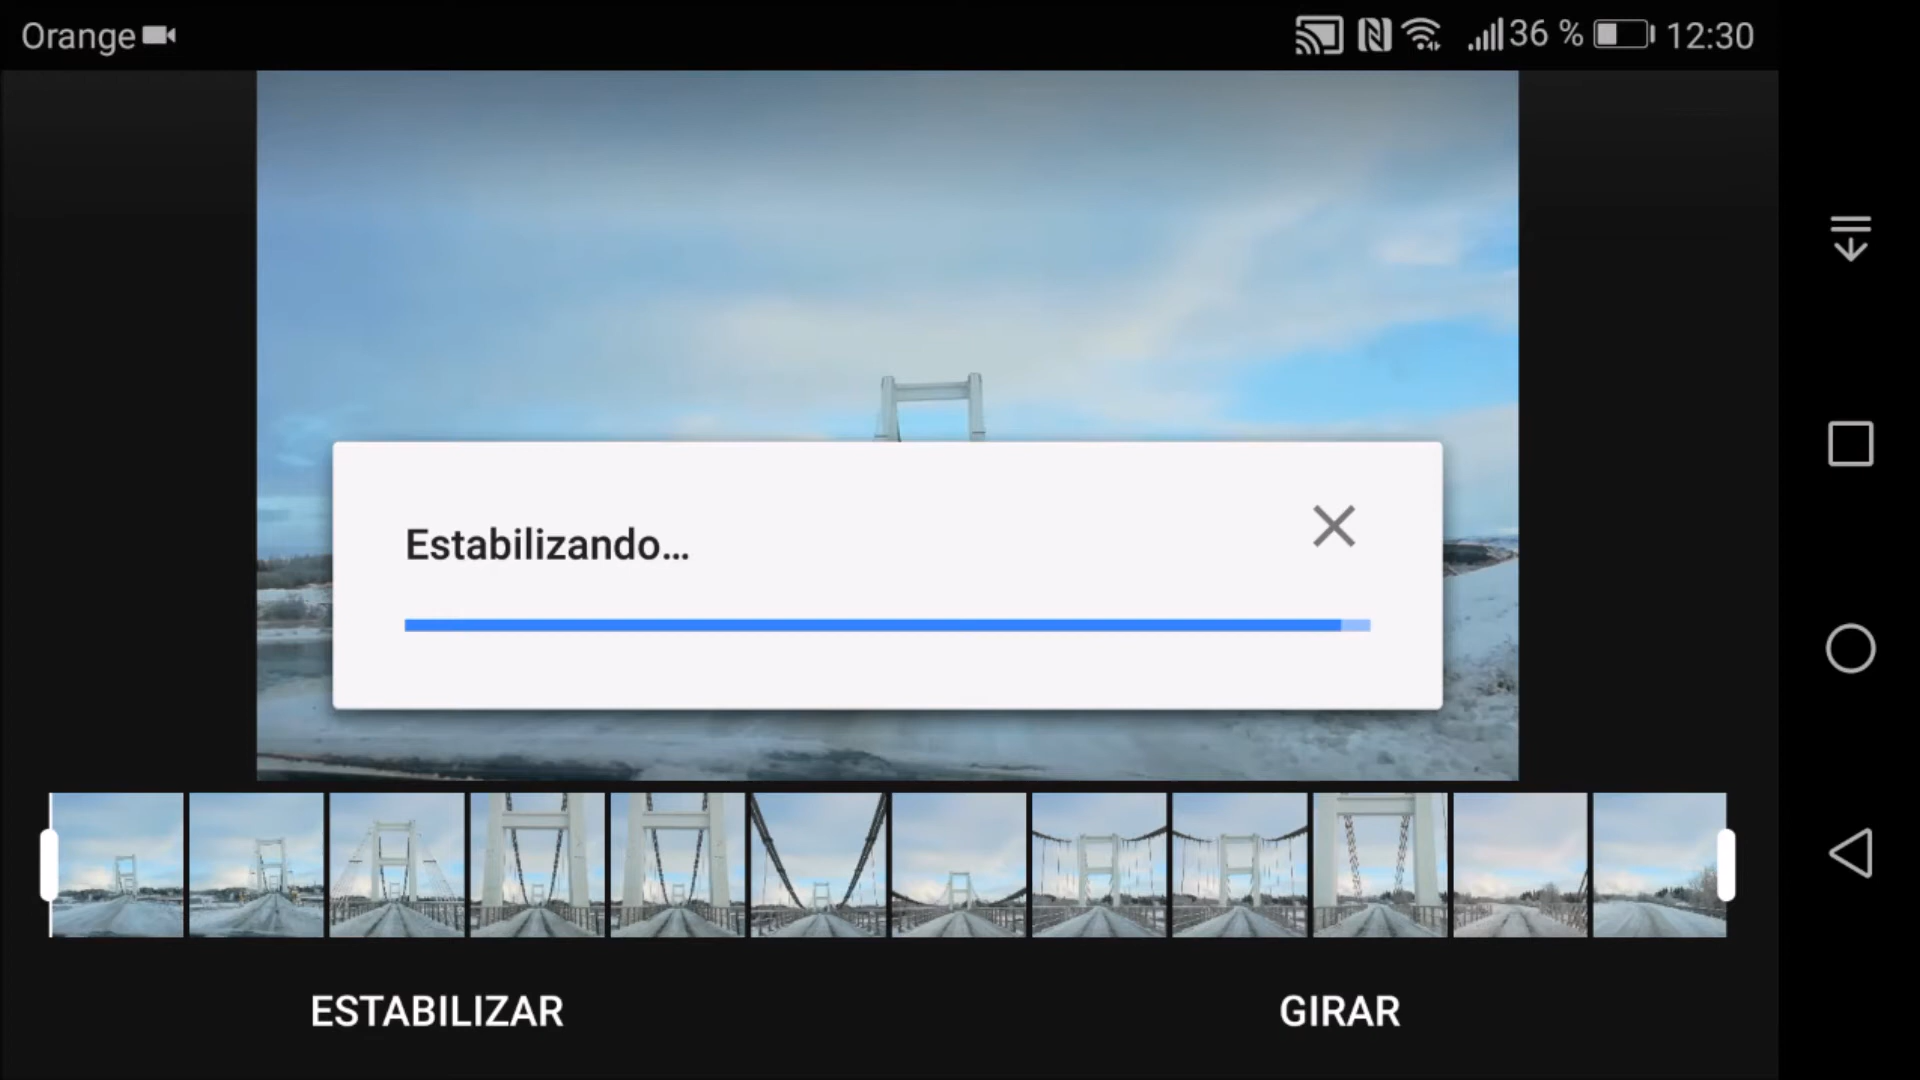 Orange
36 %
12:30
Estabilizando...
ESTABILIZAR
GIRAR